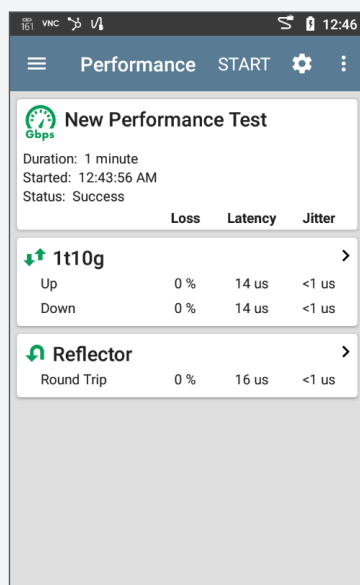 161 VNC 12:46
Performance START
Gbps
New Performance Test
Duration: 1 minute
Started: 12:43:56 AM
Status: Success
Loss Latency Jitter
1t10g
Up 0 % 14 us <1 us
Down 0 % 14 us <1 us
Reflector
Round Trip 0 % 16 us <1 us